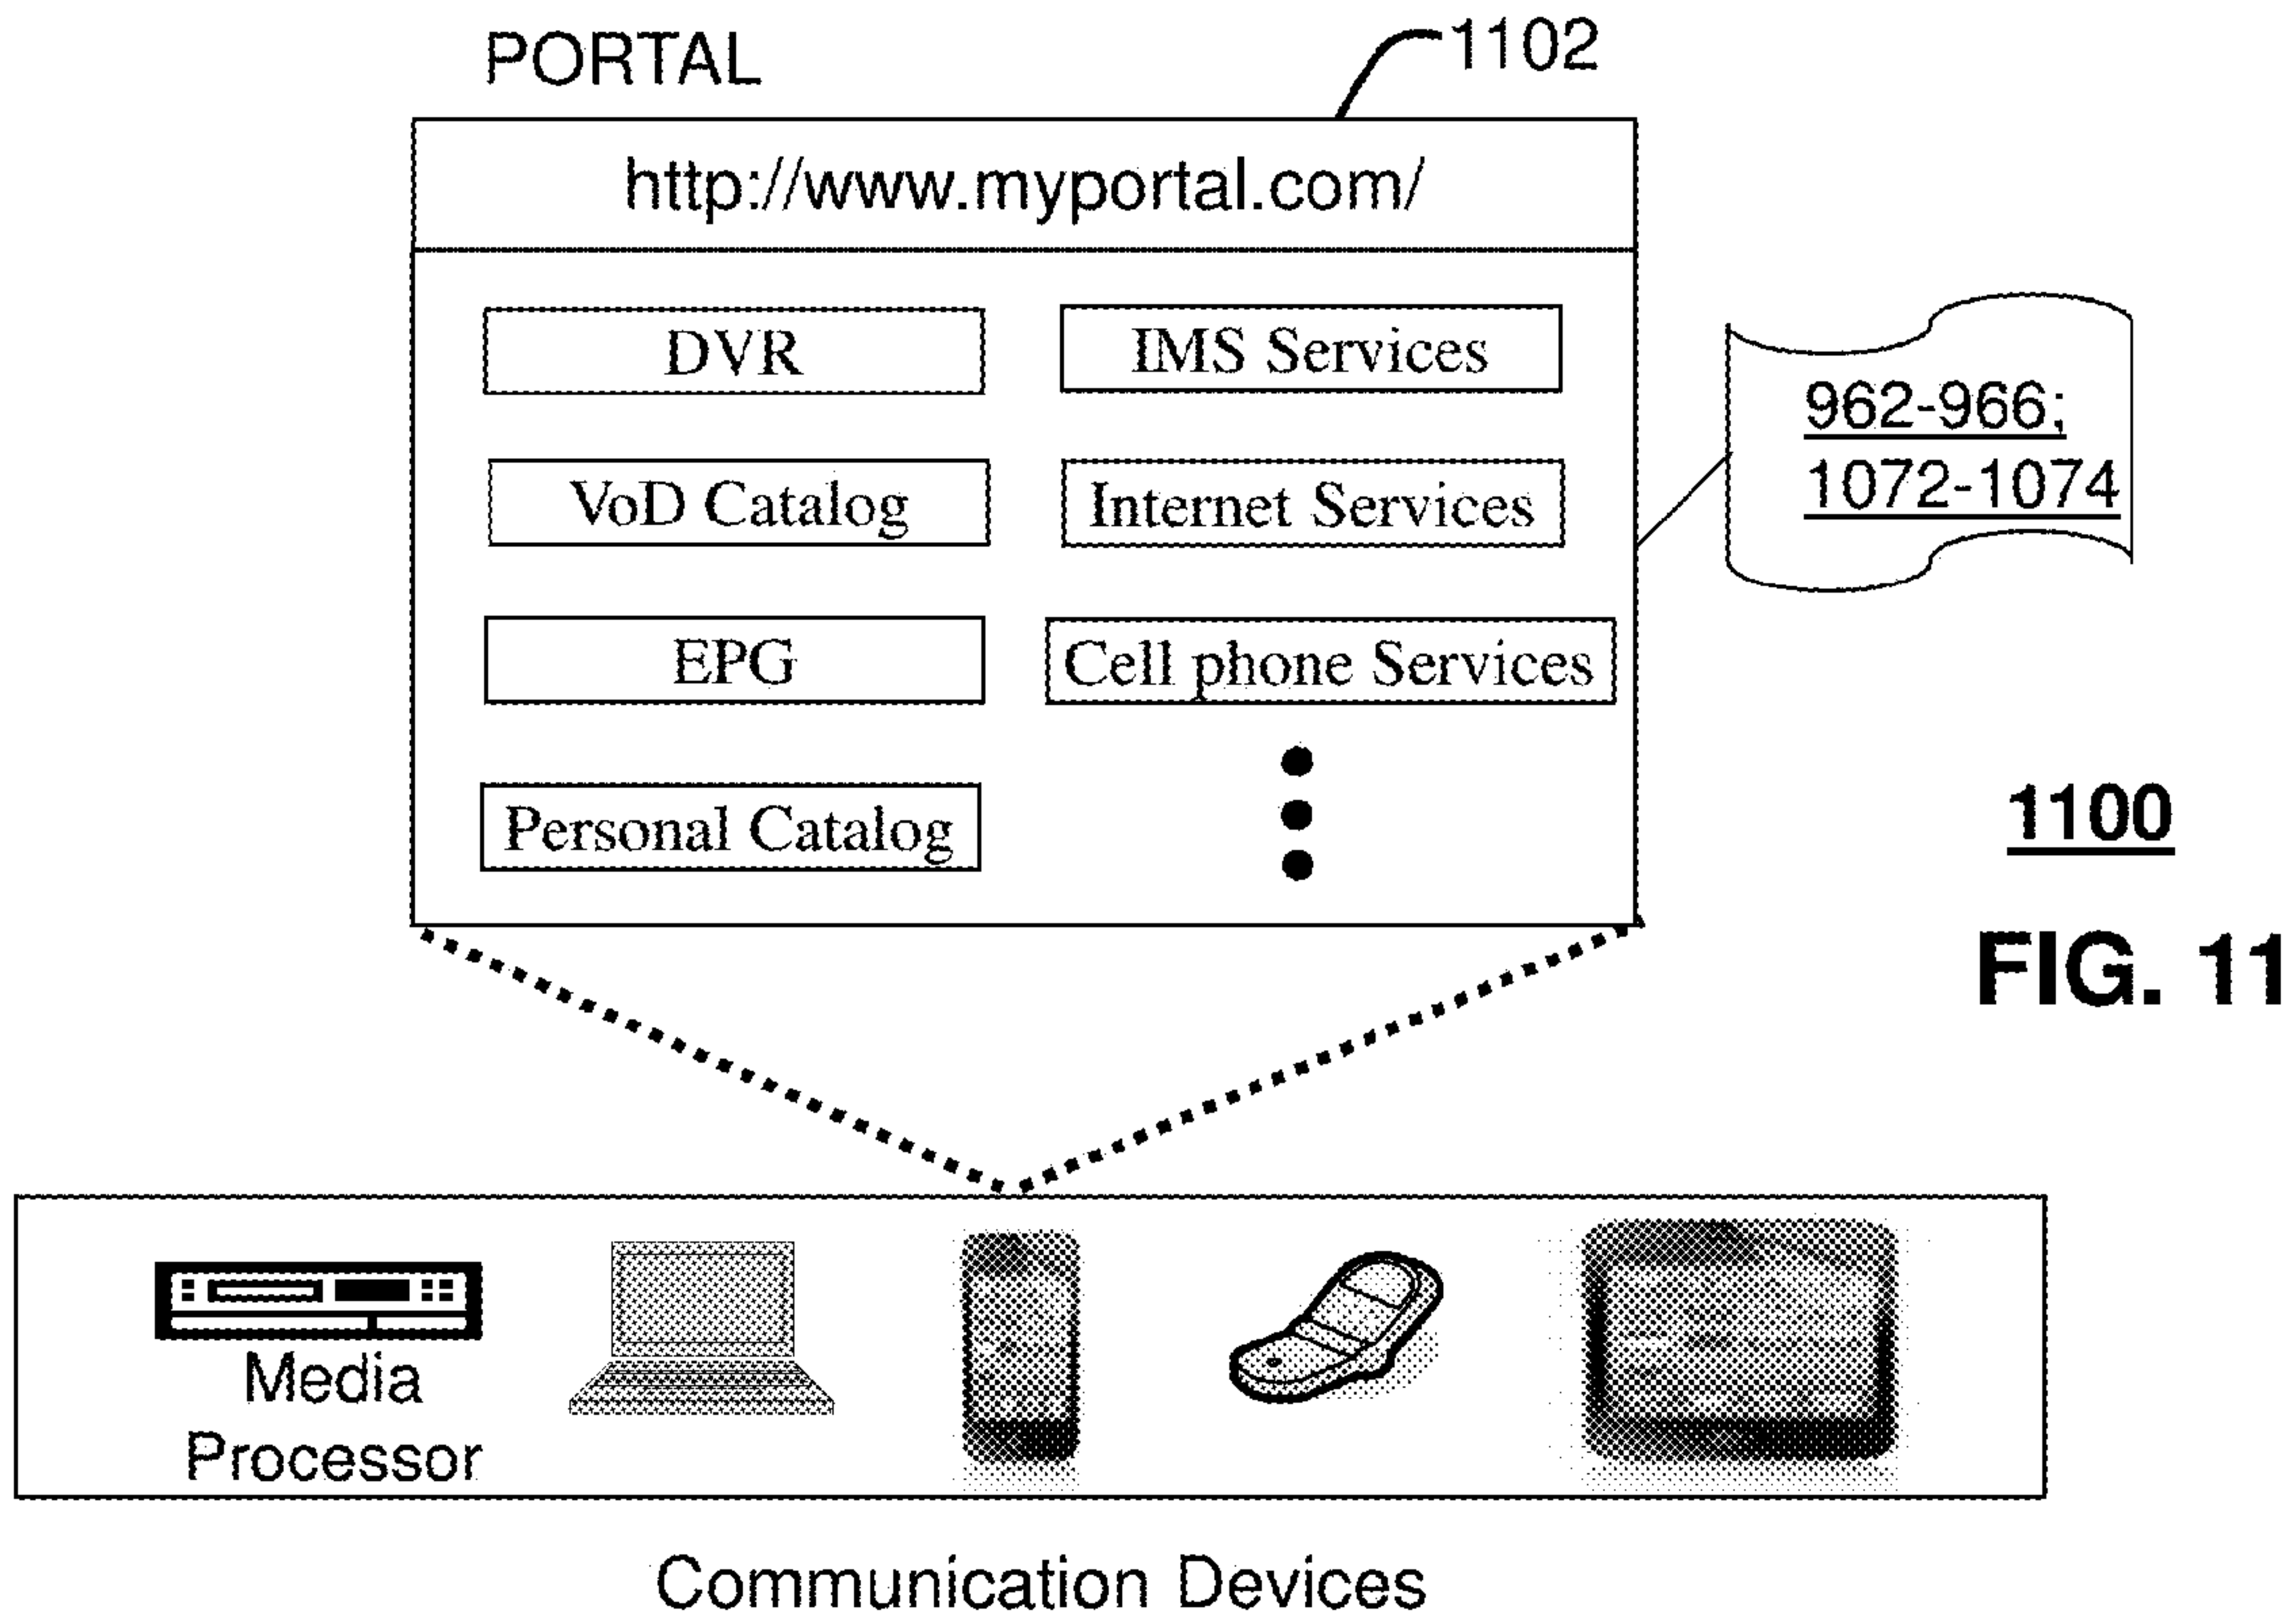 PORTAL
1102
http://www.myportal.com/
DVR
IMS Services
VoD Catalog
Internet Services
EPG
Cell phone Services
Personal Catalog
962-966;
1072-1074
1100
FIG. 11
Media
Processor
Communication Devices